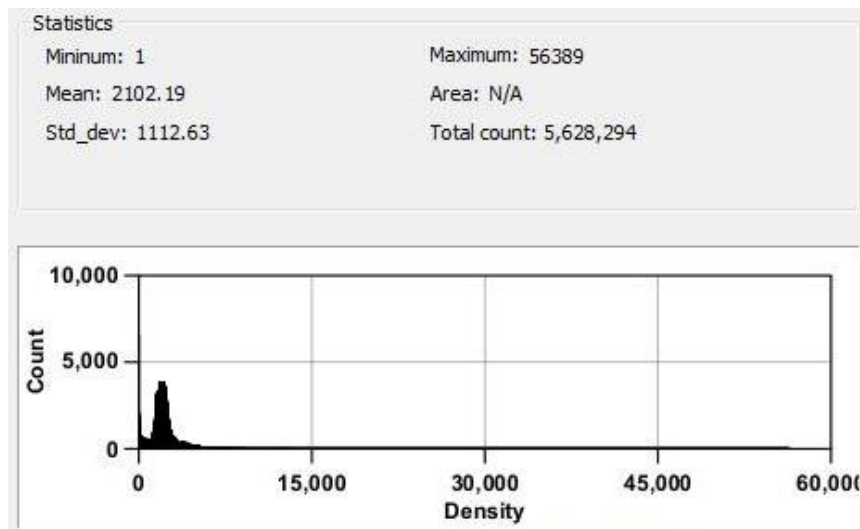 Statistics
Mininum: 1
Maximum: 56389
Mean: 2102.19
Area: N/A
Std_dev: 1112.63
Total count: 5,628,294
10,000
5,000
0
Count
0
15,000
30,000
45,000
60,000
Density